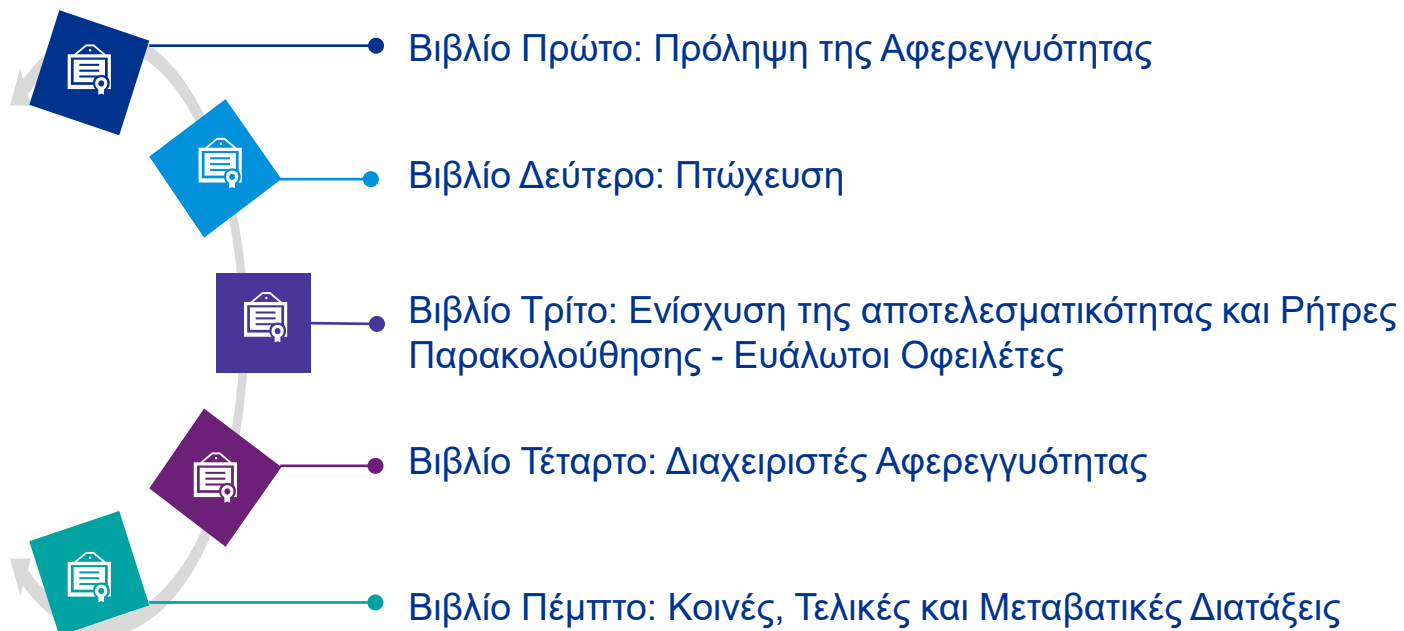 Βιβλίο Πρώτο: Πρόληψη της Αφερεγγυότητας
Βιβλίο Δεύτερο: Πτώχευση
Βιβλίο Τρίτο: Ενίσχυση της αποτελεσματικότητας και Ρήτρες
Παρακολούθησης - Ευάλωτοι Οφειλέτες
Βιβλίο Τέταρτο: Διαχειριστές Αφερεγγυότητας
Βιβλίο Πέμπτο: Κοινές, Τελικές και Μεταβατικές Διατάξεις